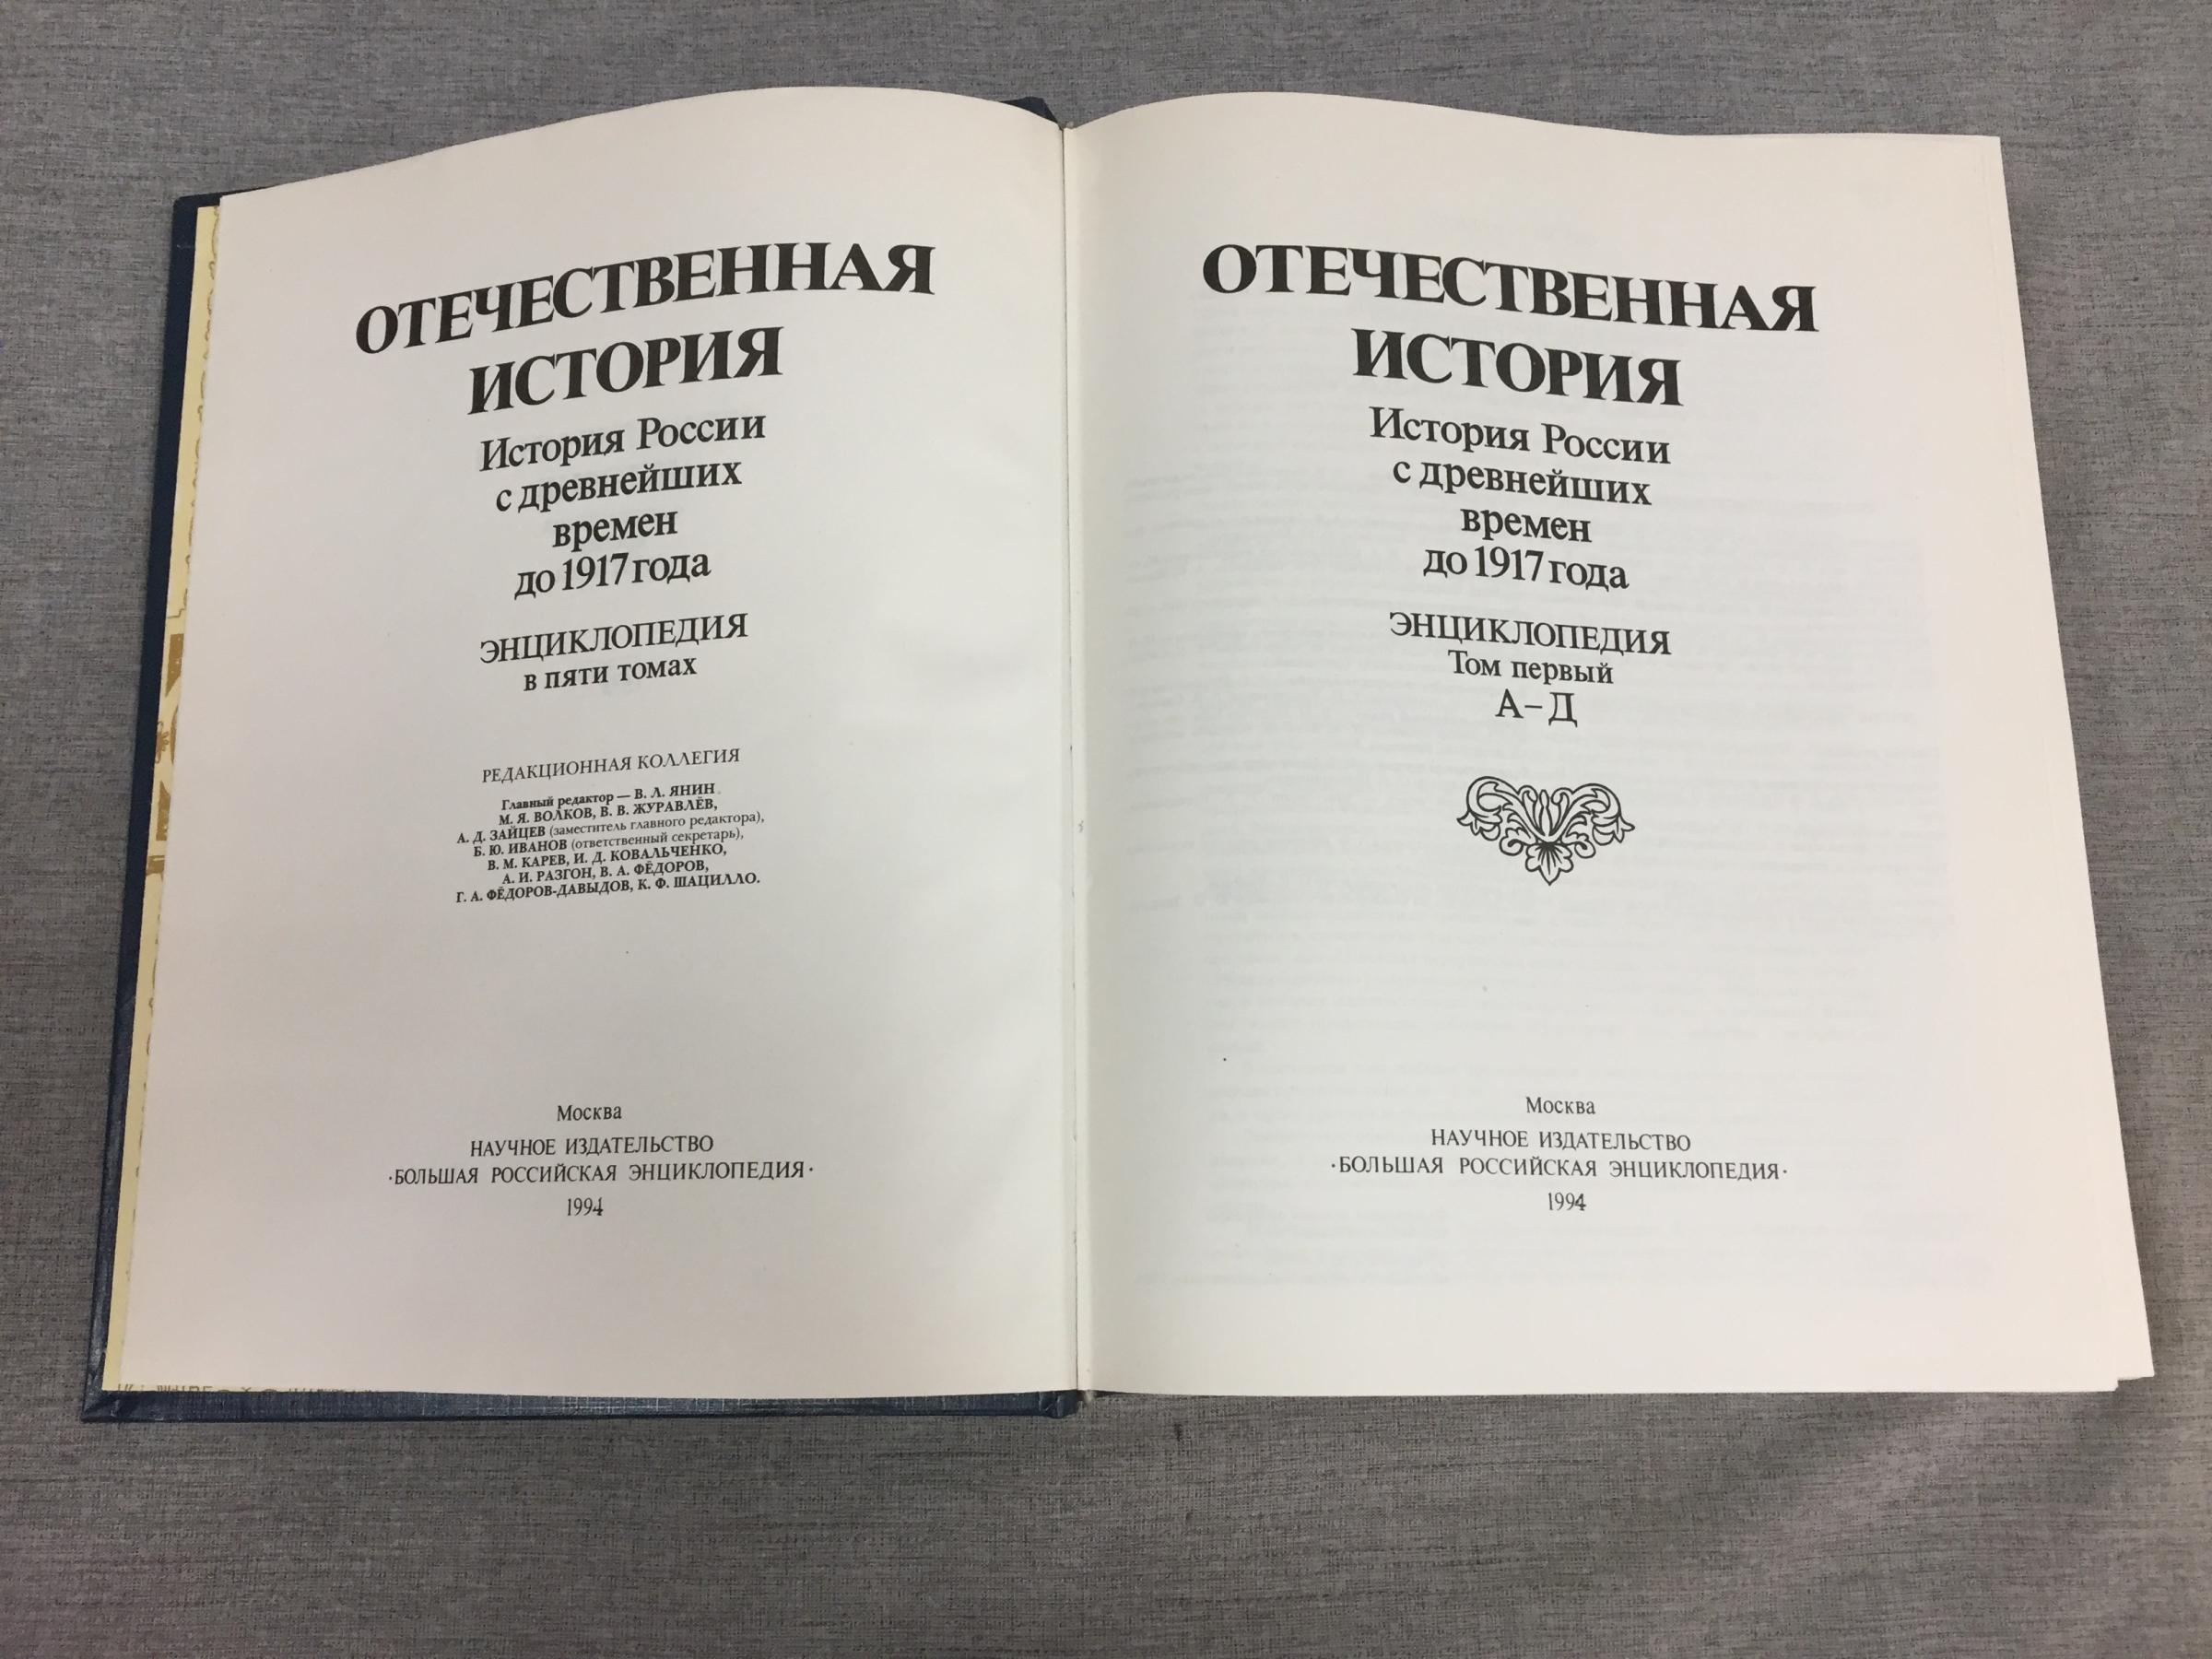 ОТЕЧЕСТВЕННАЯ
ИСТОРИЯ
История России
с древнейших
времен
до 1917 года
ЭНЦИКЛОПЕДИЯ
в пяти томах
РЕДАКЦИОННАЯ КОЛЛЕГИЯ
Главный редактор — В. Л. ЯНИН
М. Я. ВОЛКОВ, В. В. ЖУРАВЛЁВ,
А. Д. ЗАЙЦЕВ (заместитель главного редактора),
Б. Ю. ИВАНОВ (ответственный секретарь),
В. М. КАРЕВ, И. Д. КОВАЛЬЧЕНКО,
А. И. РАЗГОН, В. А. ФЁДОРОВ,
Г. А. ФЁДОРОВ-ДАВЫДОВ, К. Ф. ШАЦИЛЛО.
Москва
НАУЧНОЕ ИЗДАТЕЛЬСТВО
·БОЛЬШАЯ РОССИЙСКАЯ ЭНЦИКЛОПЕДИЯ·
1994
ОТЕЧЕСТВЕННАЯ
ИСТОРИЯ
История России
с древнейших
времен
до 1917 года
ЭНЦИКЛОПЕДИЯ
Том первый
А–Д
Москва
НАУЧНОЕ ИЗДАТЕЛЬСТВО
·БОЛЬШАЯ РОССИЙСКАЯ ЭНЦИКЛОПЕДИЯ·
1994